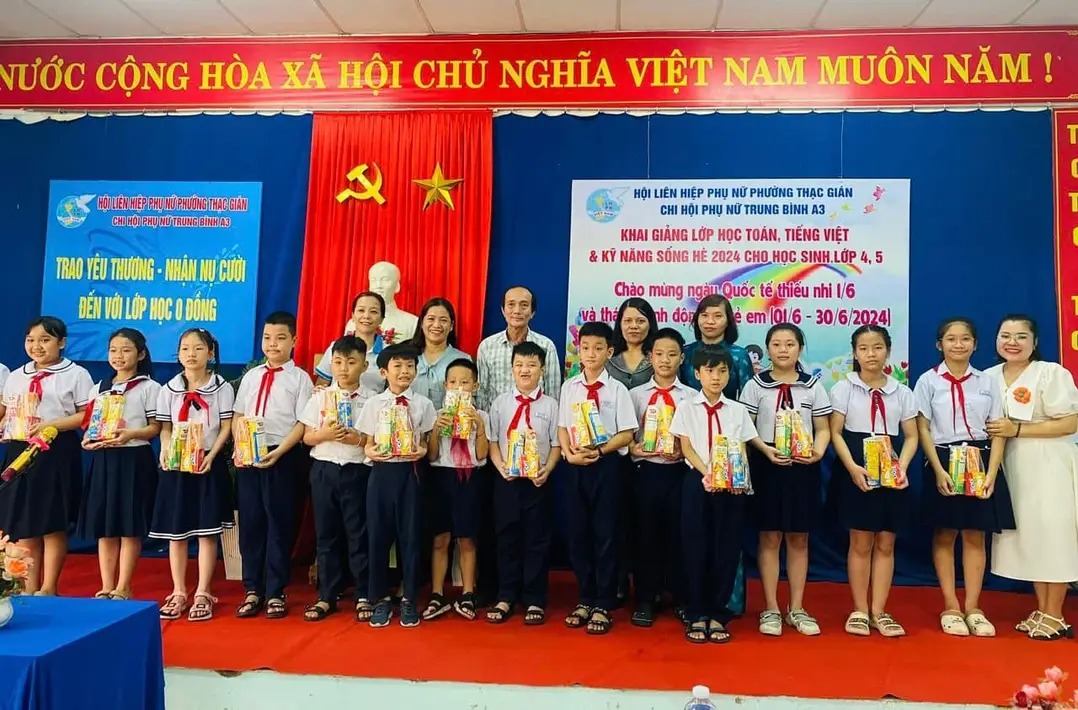 NƯỚC CỘNG HÒA XÃ HỘI CHỦ NGHĨA VIỆT NAM MUÔN NĂM !
HỘI LIÊN HIỆP PHỤ NỮ PHƯỜNG THẠC GIÁN
CHI HỘI PHỤ NỮ TRUNG BÌNH A3
TRAO YÊU THƯƠNG - NHẬN NỤ CƯỜI
ĐẾN VỚI LỚP HỌC 0 ĐỒNG
HỘI LIÊN HIỆP PHỤ NỮ PHƯỜNG THẠC GIÁN
CHI HỘI PHỤ NỮ TRUNG BÌNH A3
KHAI GIẢNG LỚP HỌC TOÁN, TIẾNG VIỆT
& KỸ NĂNG SỐNG HÈ 2024 CHO HỌC SINH.LỚP 4, 5
Chào mừng ngày Quốc tế thiếu nhi 1/6
và em (01/6 - 30/6/2024)